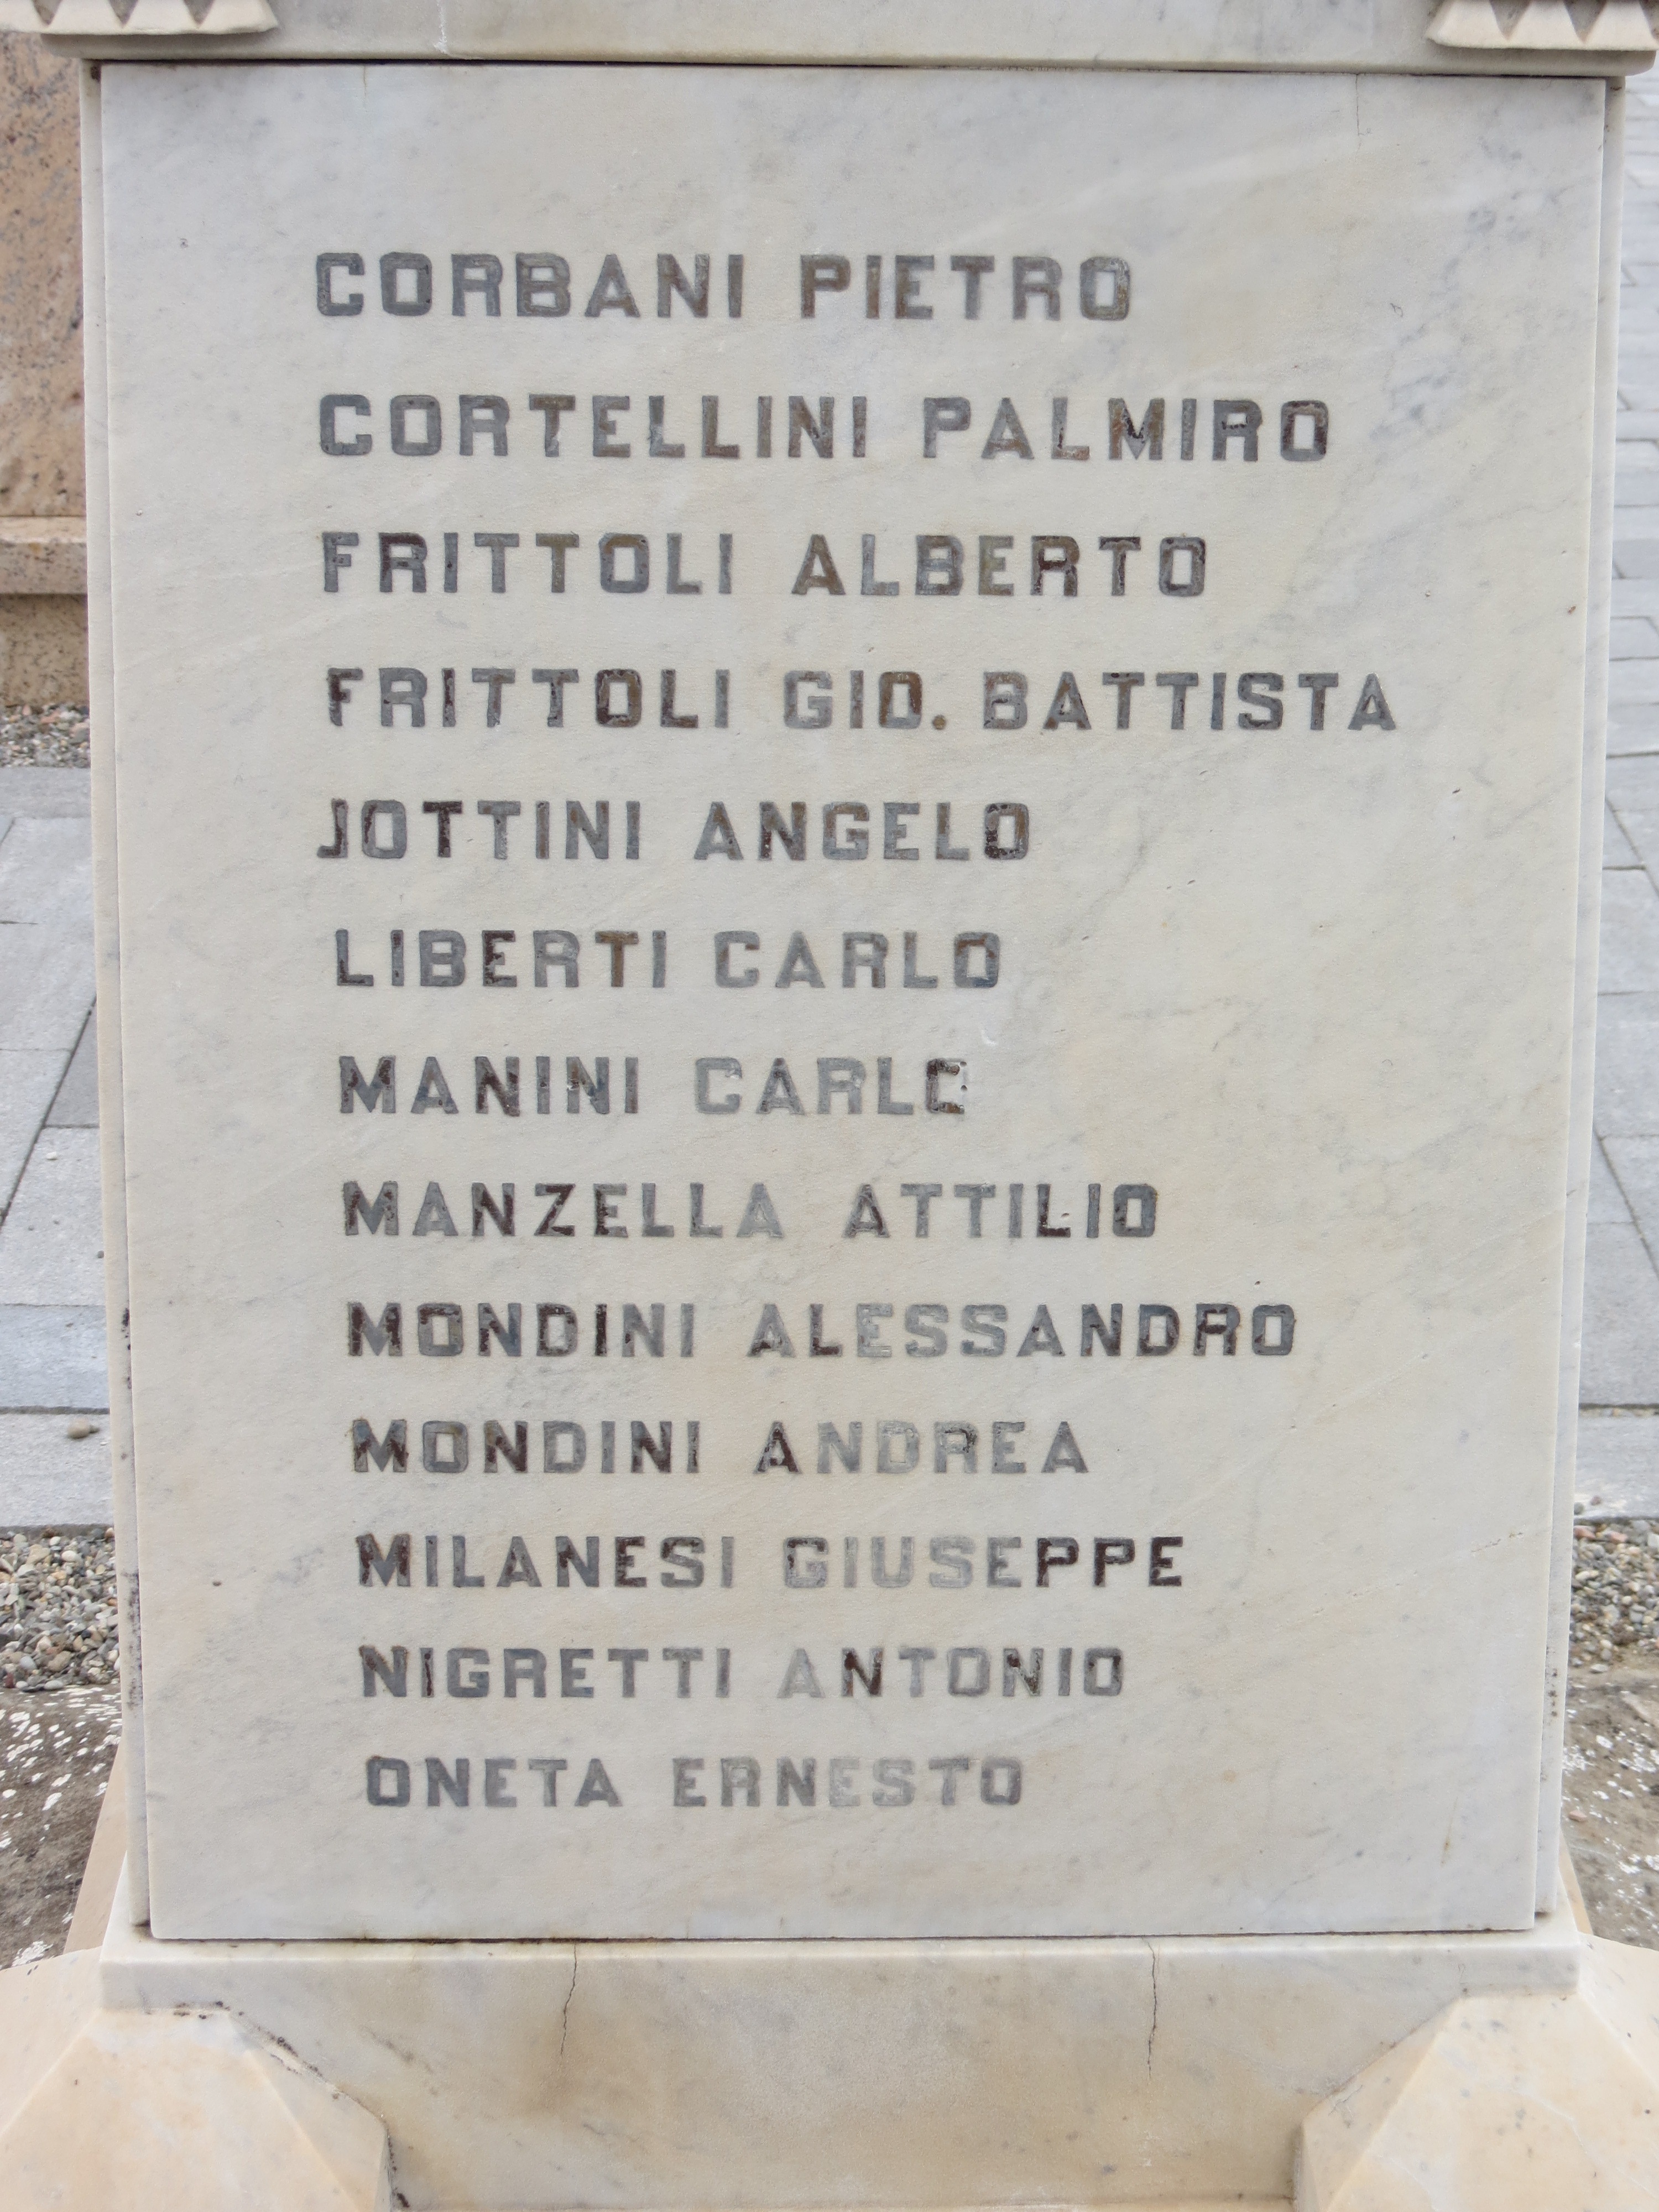 CORBANI PIETRO
CORTELLINI PALMIRO
FRITTOLI ALBERTO
FRITTOLI GIO. BATTISTA
JOTTINI ANGELO
LIBERTI CARLO
MANINI CARLO
MANZELLA ATTILIO
MONDINI ALESSANDRO
MONDINI ANDREA
MILANESI GIUSEPPE
NIGRETTI ANTONIO
ONETA ERNESTO